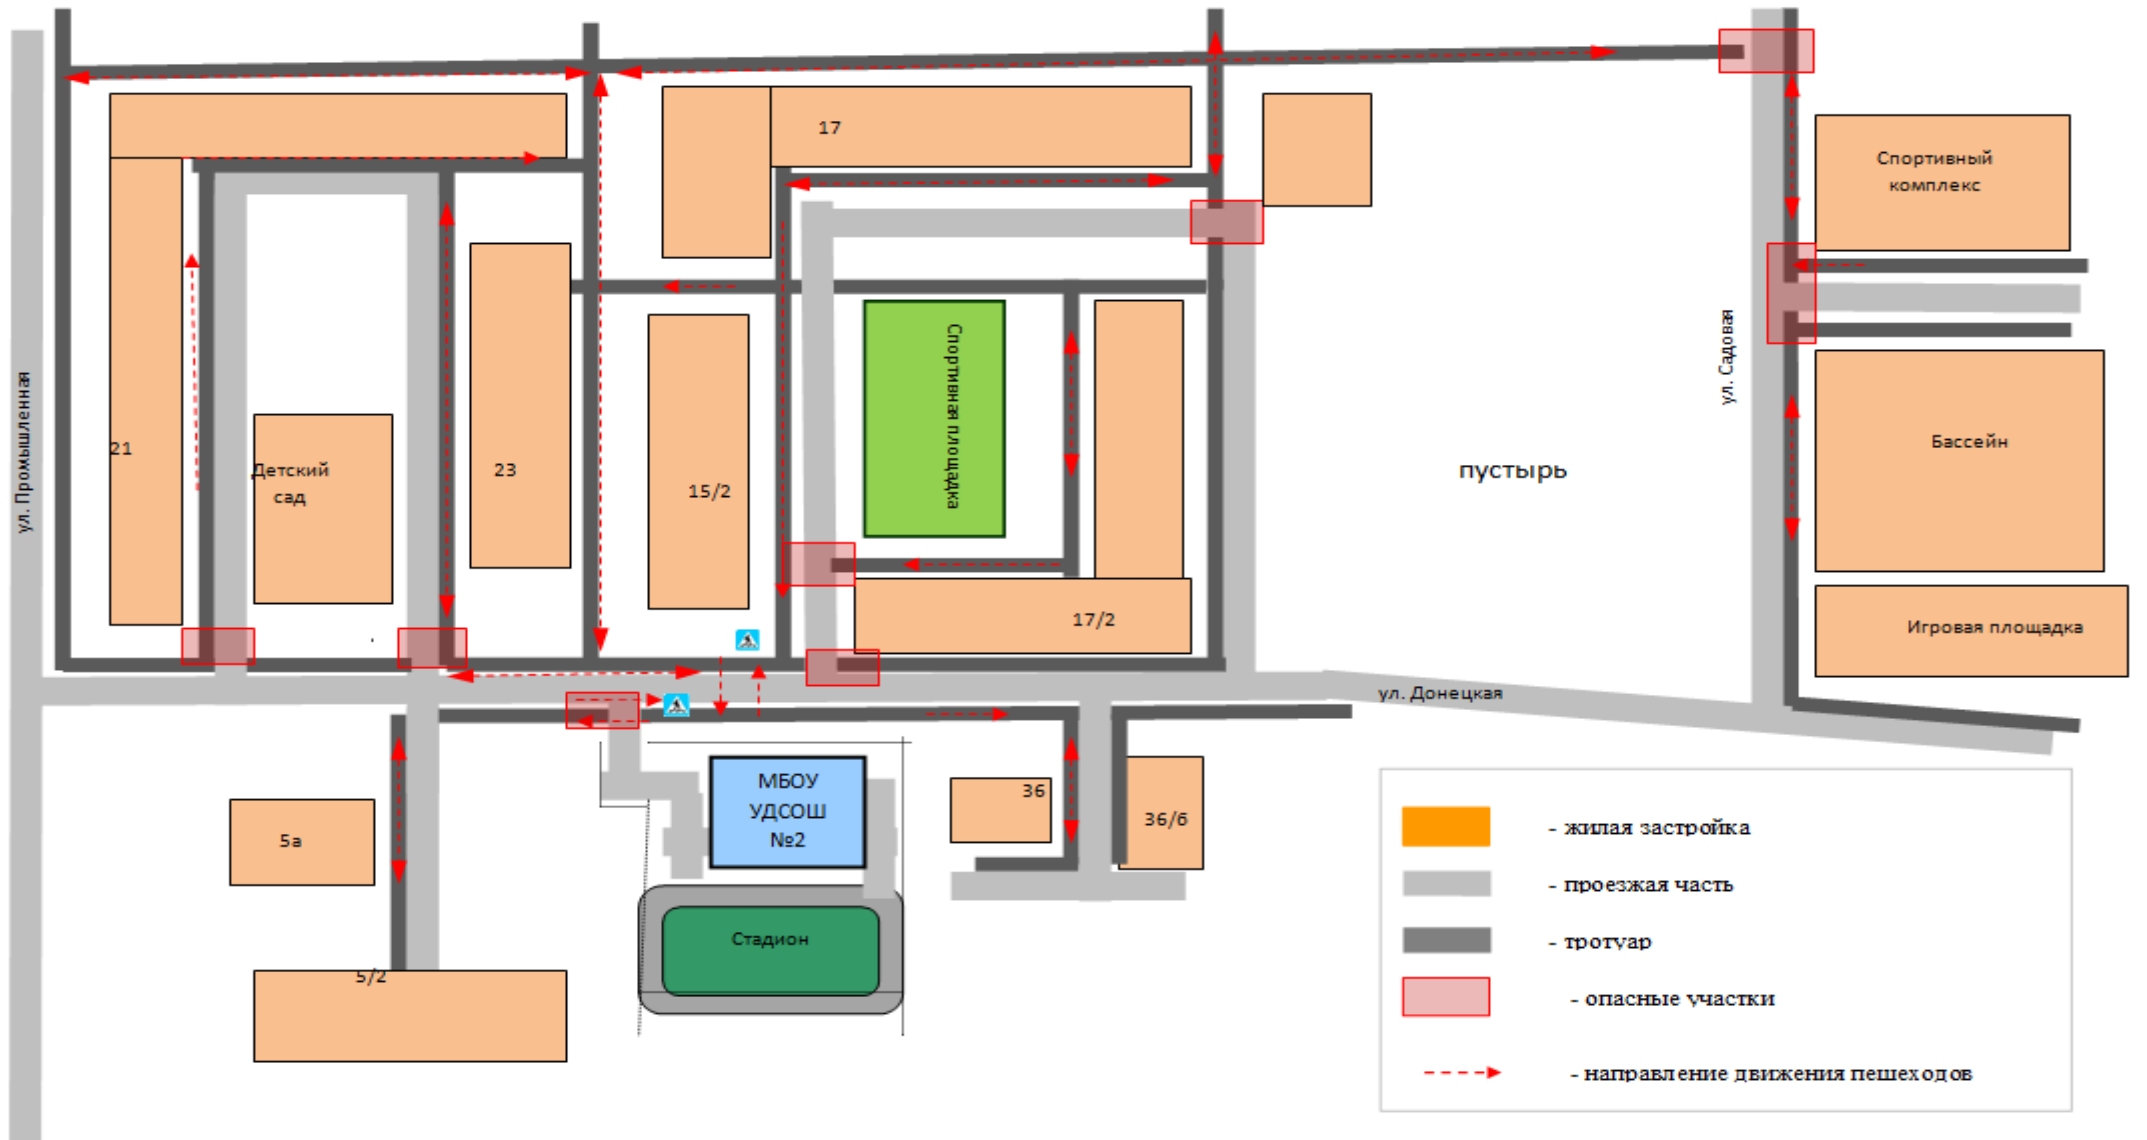 17
Спортивный
комплекс
ул. Промышленная
21
Детский
сад
23
15/2
Спортивная площадка
пустырь
ул. Садовая
Бассейн
17/2
Игровая площадка
ул. Донецкая
МБОУ
УДСОШ
№2
5а
36
36/б
Стадион
5/2
- жилая застройка
- проезжая часть
- тротуар
- опасные участки
- направление движения пешеходов